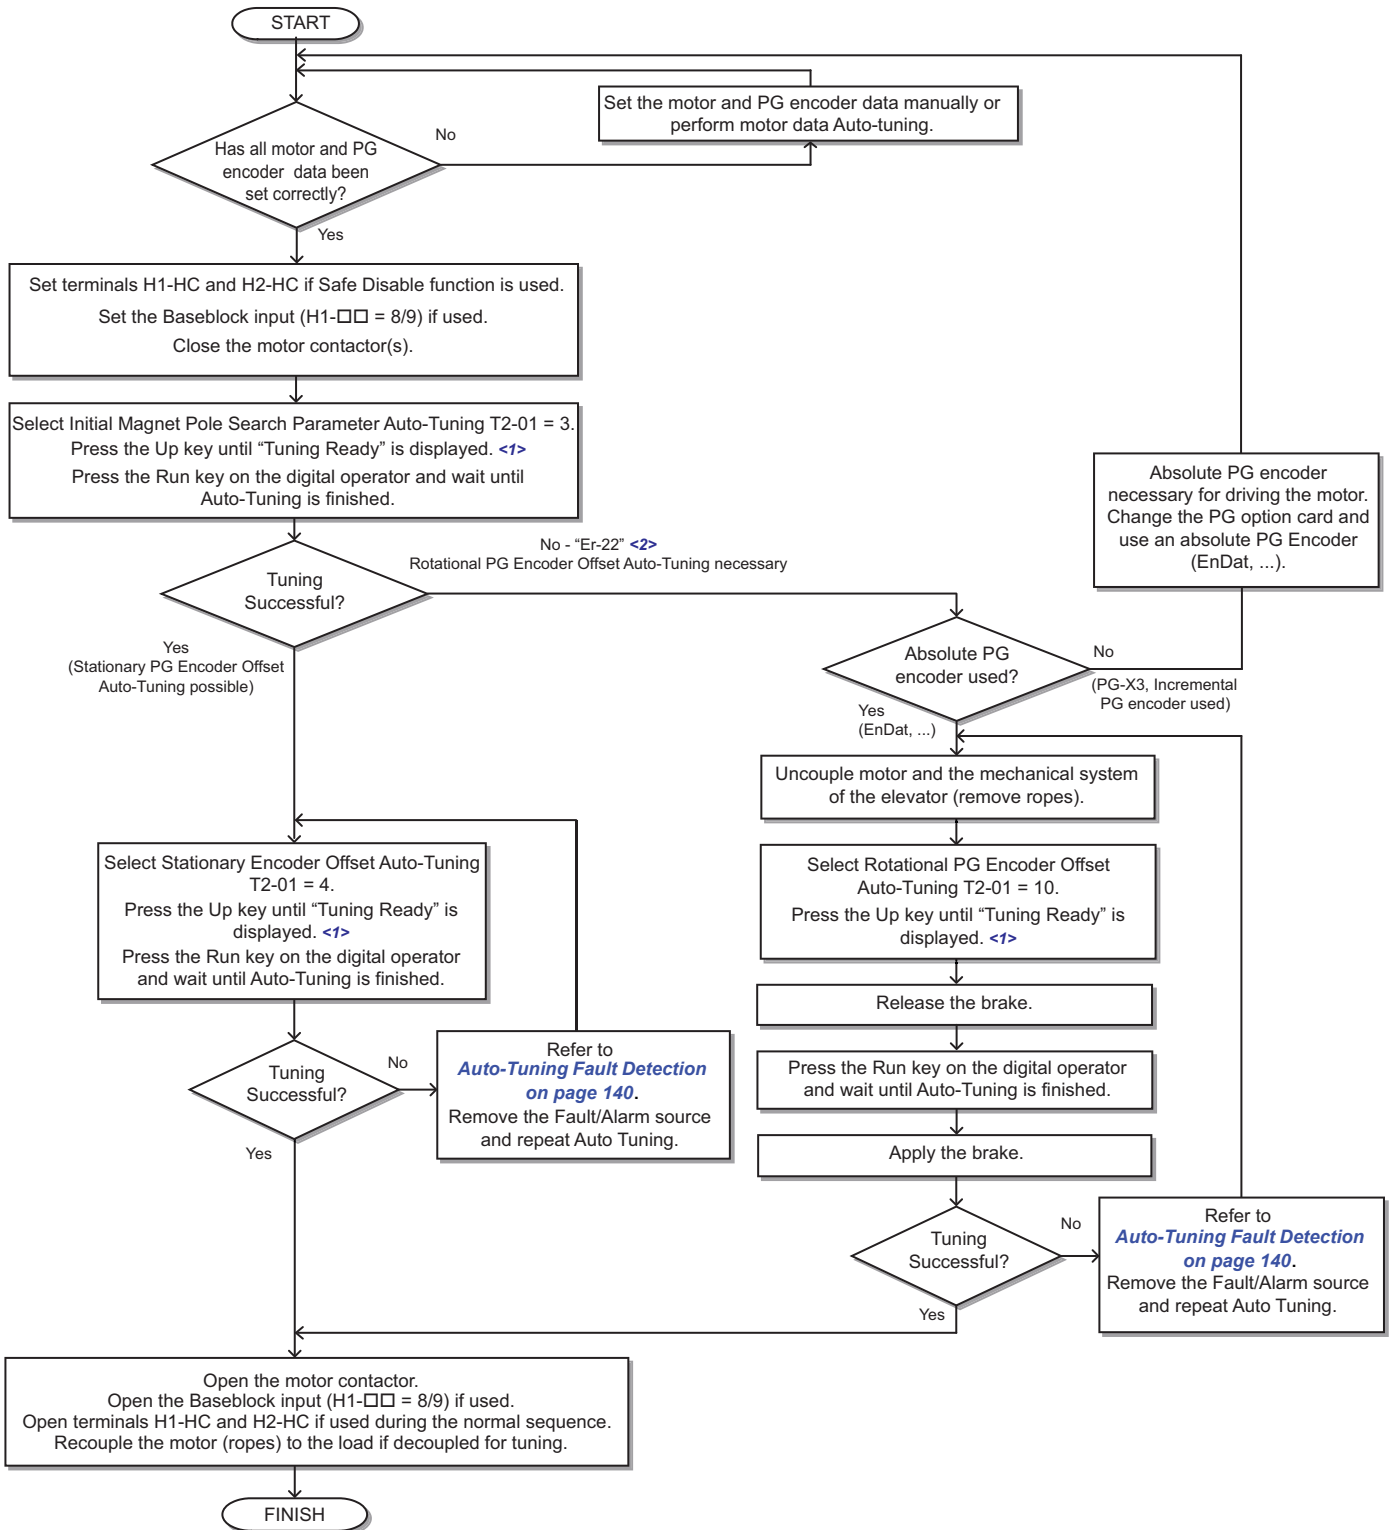 START
Set the motor and PG encoder data manually or
perform motor data Auto-tuning.
No
Has all motor and PG
encoder data been
set correctly?
Yes
Set terminals H1-HC and H2-HC if Safe Disable function is used.
Set the Baseblock input (H1-□□ = 8/9) if used.
Close the motor contactor(s).
Select Initial Magnet Pole Search Parameter Auto-Tuning T2-01 = 3.
Press the Up key until “Tuning Ready” is displayed. <1>
Press the Run key on the digital operator and wait until
Auto-Tuning is finished.
Absolute PG encoder
necessary for driving the motor.
Change the PG option card and
use an absolute PG Encoder
(EnDat, ...).
No - “Er-22” <2>
Rotational PG Encoder Offset Auto-Tuning necessary
Tuning
Successful?
Yes
(Stationary PG Encoder Offset
Auto-Tuning possible)
Absolute PG
encoder used?
No
(PG-X3, Incremental
PG encoder used)
Yes
(EnDat, ...)
Uncouple motor and the mechanical system
of the elevator (remove ropes).
Select Stationary Encoder Offset Auto-Tuning
T2-01 = 4.
Press the Up key until “Tuning Ready” is
displayed. <1>
Press the Run key on the digital operator
and wait until Auto-Tuning is finished.
Select Rotational PG Encoder Offset
Auto-Tuning T2-01 = 10.
Press the Up key until “Tuning Ready” is
displayed. <1>
Release the brake.
Tuning
Successful?
No
Refer to
Auto-Tuning Fault Detection
on page 140.
Remove the Fault/Alarm source
and repeat Auto Tuning.
Yes
Press the Run key on the digital operator
and wait until Auto-Tuning is finished.
Apply the brake.
Tuning
Successful?
No
Refer to
Auto-Tuning Fault Detection
on page 140.
Remove the Fault/Alarm source
and repeat Auto Tuning.
Yes
Open the motor contactor.
Open the Baseblock input (H1-□□ = 8/9) if used.
Open terminals H1-HC and H2-HC if used during the normal sequence.
Recouple the motor (ropes) to the load if decoupled for tuning.
FINISH